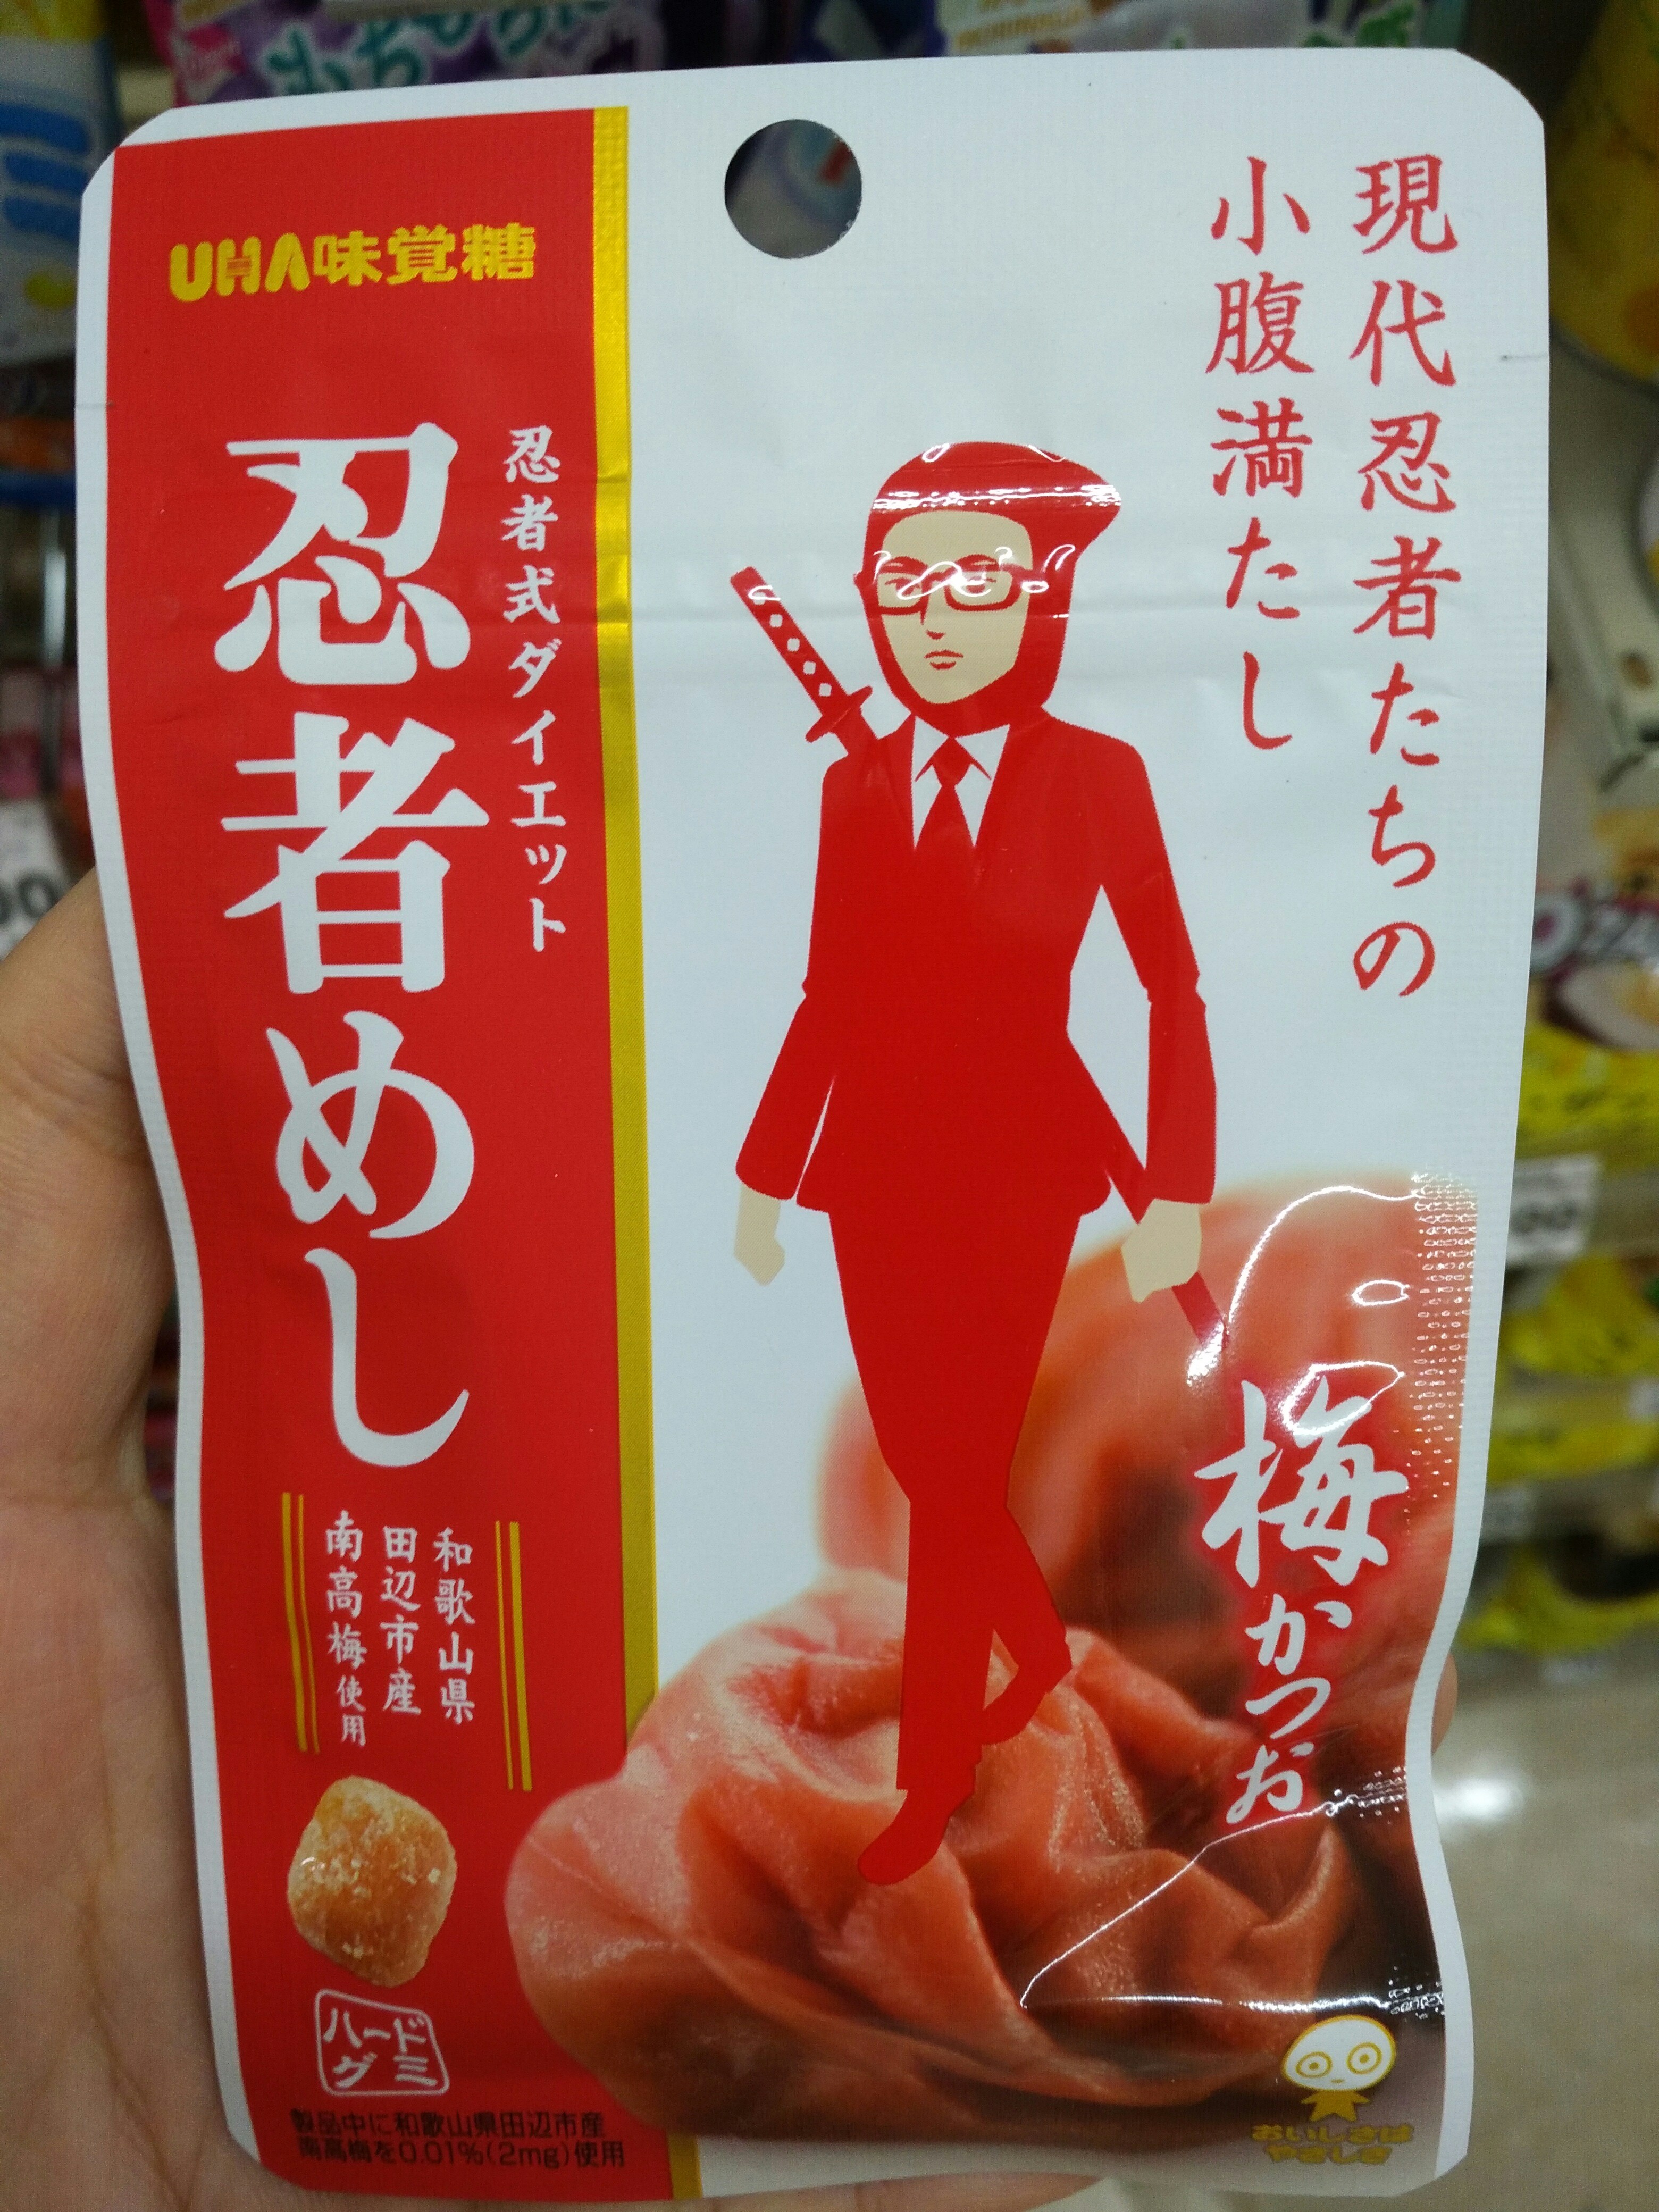 UHA味覚糖
現代忍者たちの
小腹満たし
忍者式ダイエット
忍者めし
梅かつお
和歌山県
田辺市産
南高梅使用
ハード
グミ
製品中に和歌山県田辺市産
南高梅を0.01%(2mg)使用
おいしさは
やさしさ